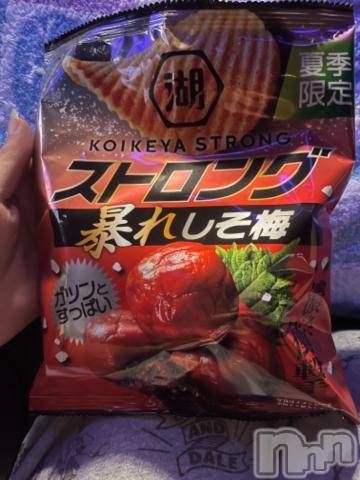 夏季
限定
湖
KOIKEYA STRONG
ストロング
暴れしそ梅
ガツンと
すっぱい
AND
DALE
nnn